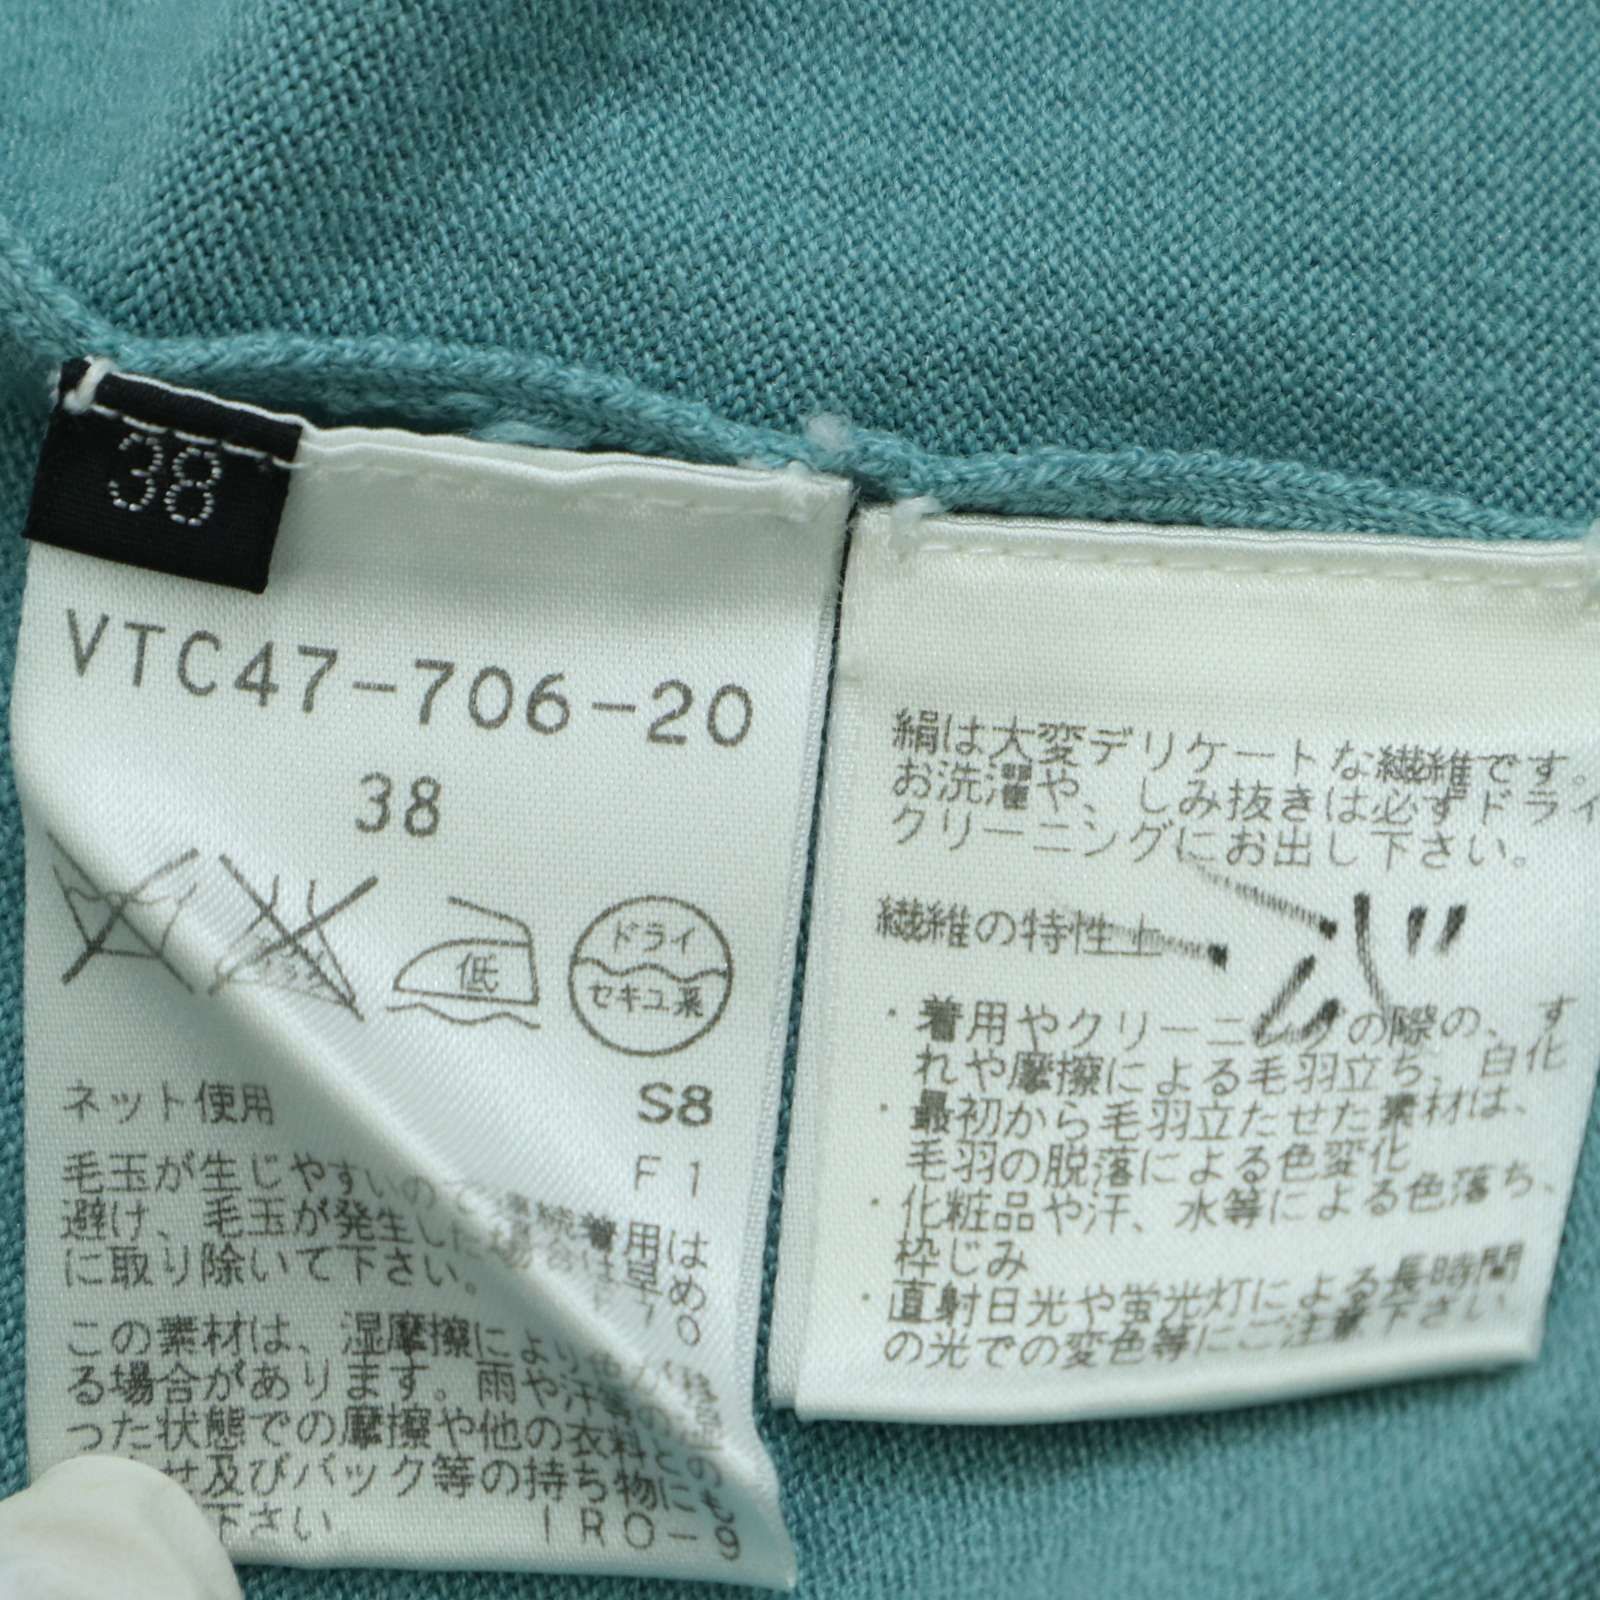 38
VTC47-706-20
38
低
ドライ
セキユ系
ネット使用
S8
F1
毛玉が生じやすいので 続着用は
避け、毛玉が発生した場合は早め
に取り除いて下さい。
この素材は、湿摩擦により
る場合があります。雨や汗
った状態での摩擦や他の衣料との
及びバック等の持ち物に
下さい
IRO-9
絹は大変デリケートな繊維です。
お洗濯や、しみ抜きは必ずドライ
クリーニングにお出し下さい。
繊維の特性上
・着用やクリーニングの際の、す
れや摩擦による毛羽立ち、白化
・最初から毛羽立たせた素材は、
毛羽の脱落による色変化
・化粧品や汗、水等による色落ち、
枠じみ
・直射日光や蛍光灯による長時間
の光での変色等にご注意下さい